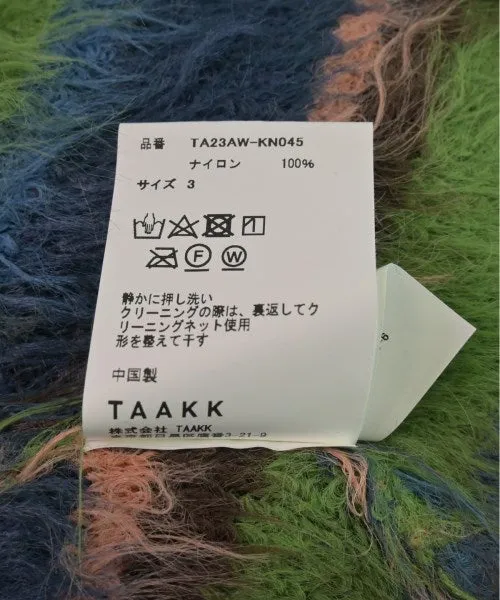 品番 TA23AW-KN045
ナイロン 100%
サイズ 3
F W
静かに押し洗い
クリーニングの際は、裏返してク
リーニングネット使用
形を整えて干す
中国製
TAAKK
株式会社 TAAKK